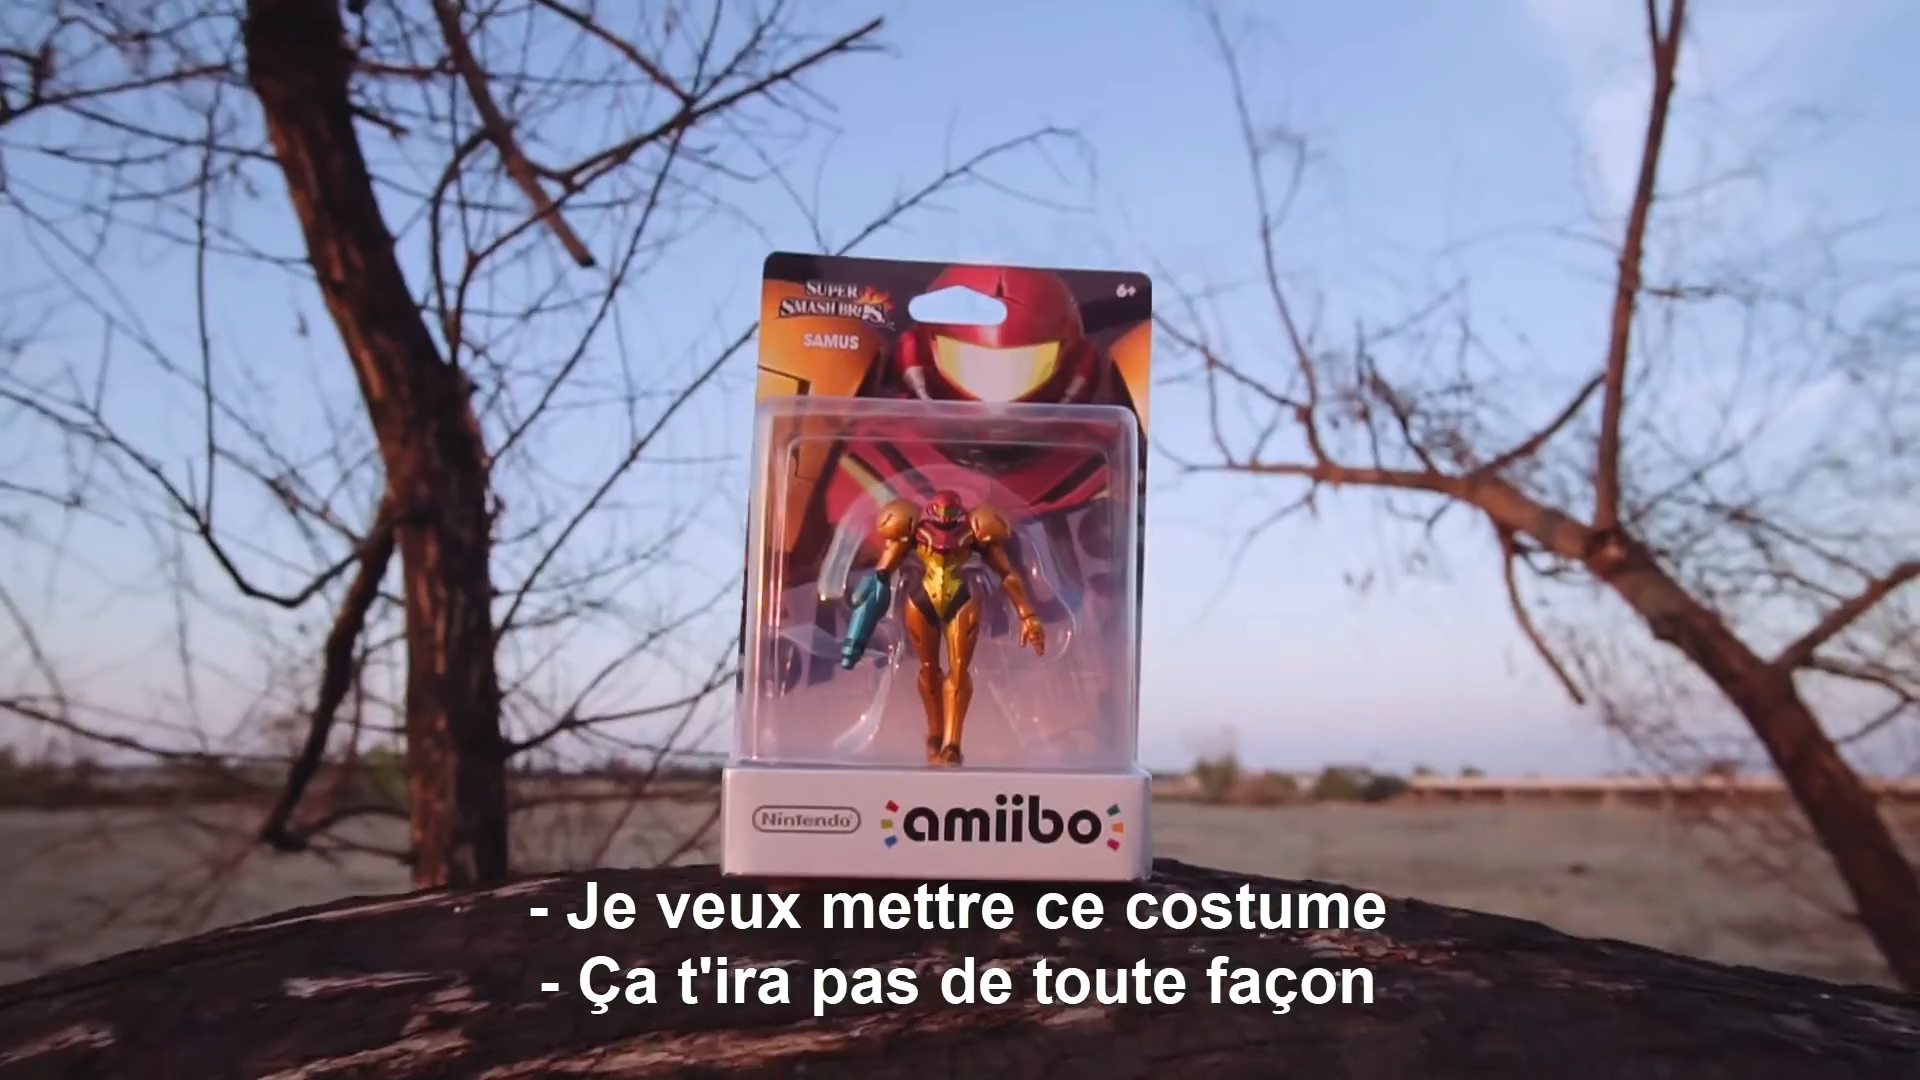 SUPER
SMASH BROS.
SAMUS
6+
Nintendo
amiibo
- Je veux mettre ce costume
- Ça t'ira pas de toute façon